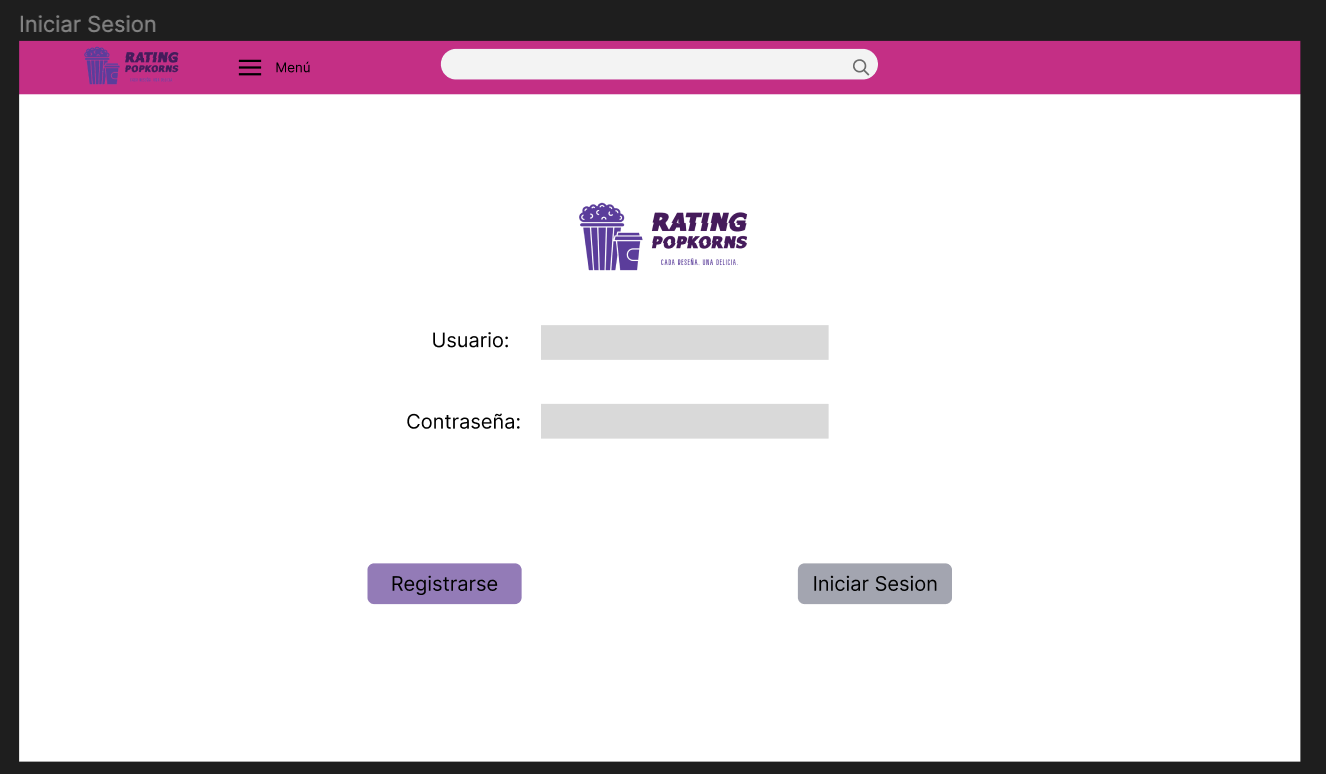 Iniciar Sesion
RATING
POPKORNS
Menú
RATING
POPKORNS
CADA RESEÑA. UNA DELICIA.
Usuario:
Contraseña:
Registrarse
Iniciar Sesion